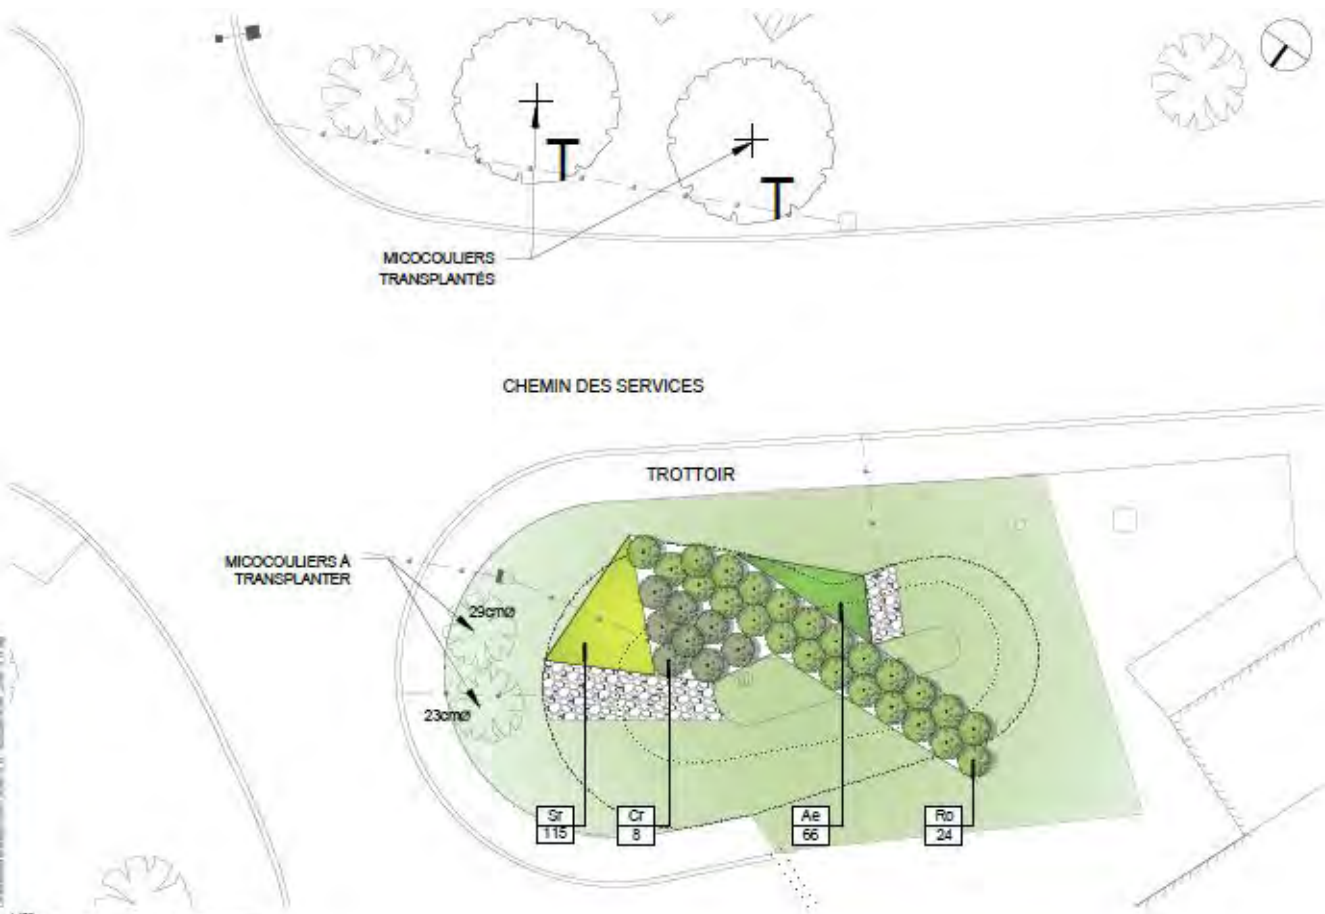 T
T
MICOCOULIERS
TRANSPLANTÉS
CHEMIN DES SERVICES
TROTTOIR
MICOCOULIERS À
TRANSPLANTER
29cmø
23cmø
Sr
115
Cr
8
Ae
66
Ro
24